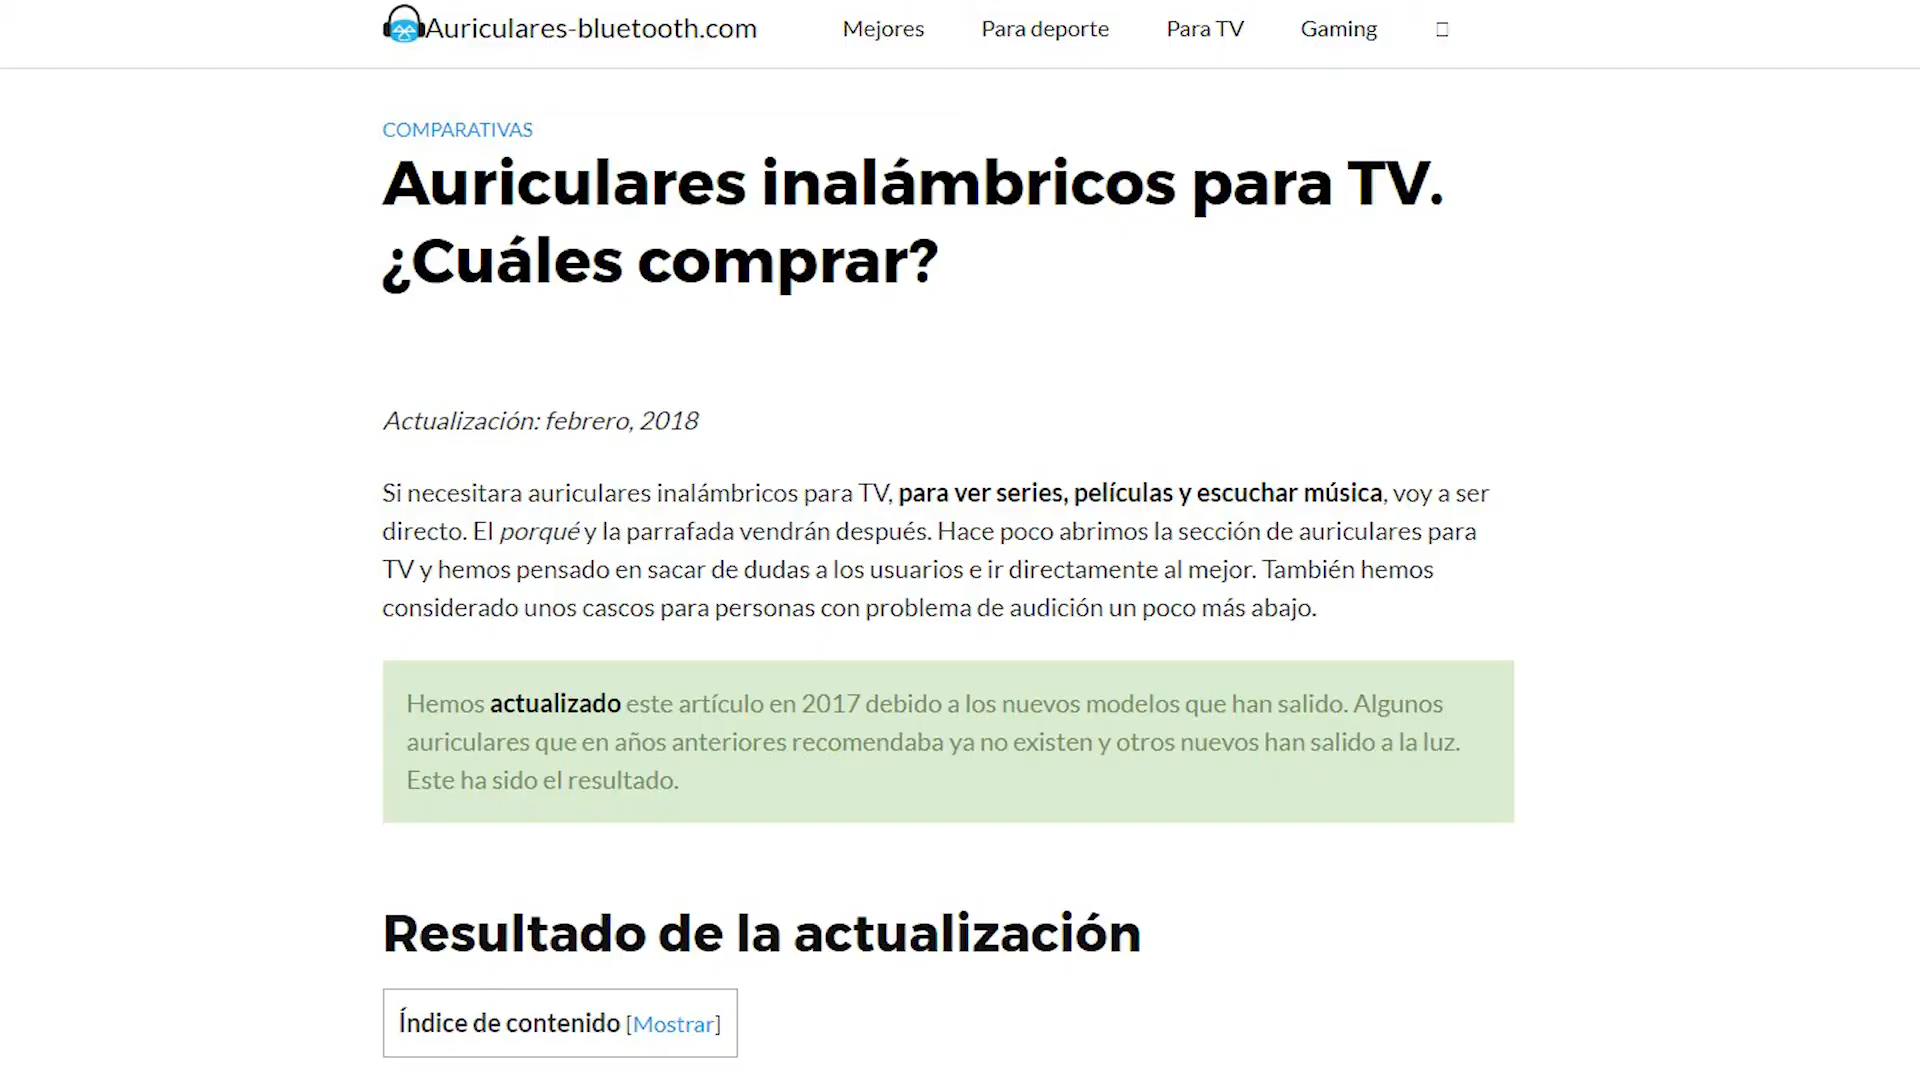 Auriculares-bluetooth.com
Mejores
Para deporte
Para TV
Gaming
COMPARATIVAS
Auriculares inalámbricos para TV.
¿Cuáles comprar?
Actualización: febrero, 2018
Si necesitara auriculares inalámbricos para TV, para ver series, películas y escuchar música, voy a ser
directo. El porqué y la parrafada vendrán después. Hace poco abrimos la sección de auriculares para
TV y hemos pensado en sacar de dudas a los usuarios e ir directamente al mejor. También hemos
considerado unos cascos para personas con problema de audición un poco más abajo.
Hemos actualizado este artículo en 2017 debido a los nuevos modelos que han salido. Algunos
auriculares que en años anteriores recomendaba ya no existen y otros nuevos han salido a la luz.
Este ha sido el resultado.
Resultado de la actualización
Índice de contenido [Mostrar]